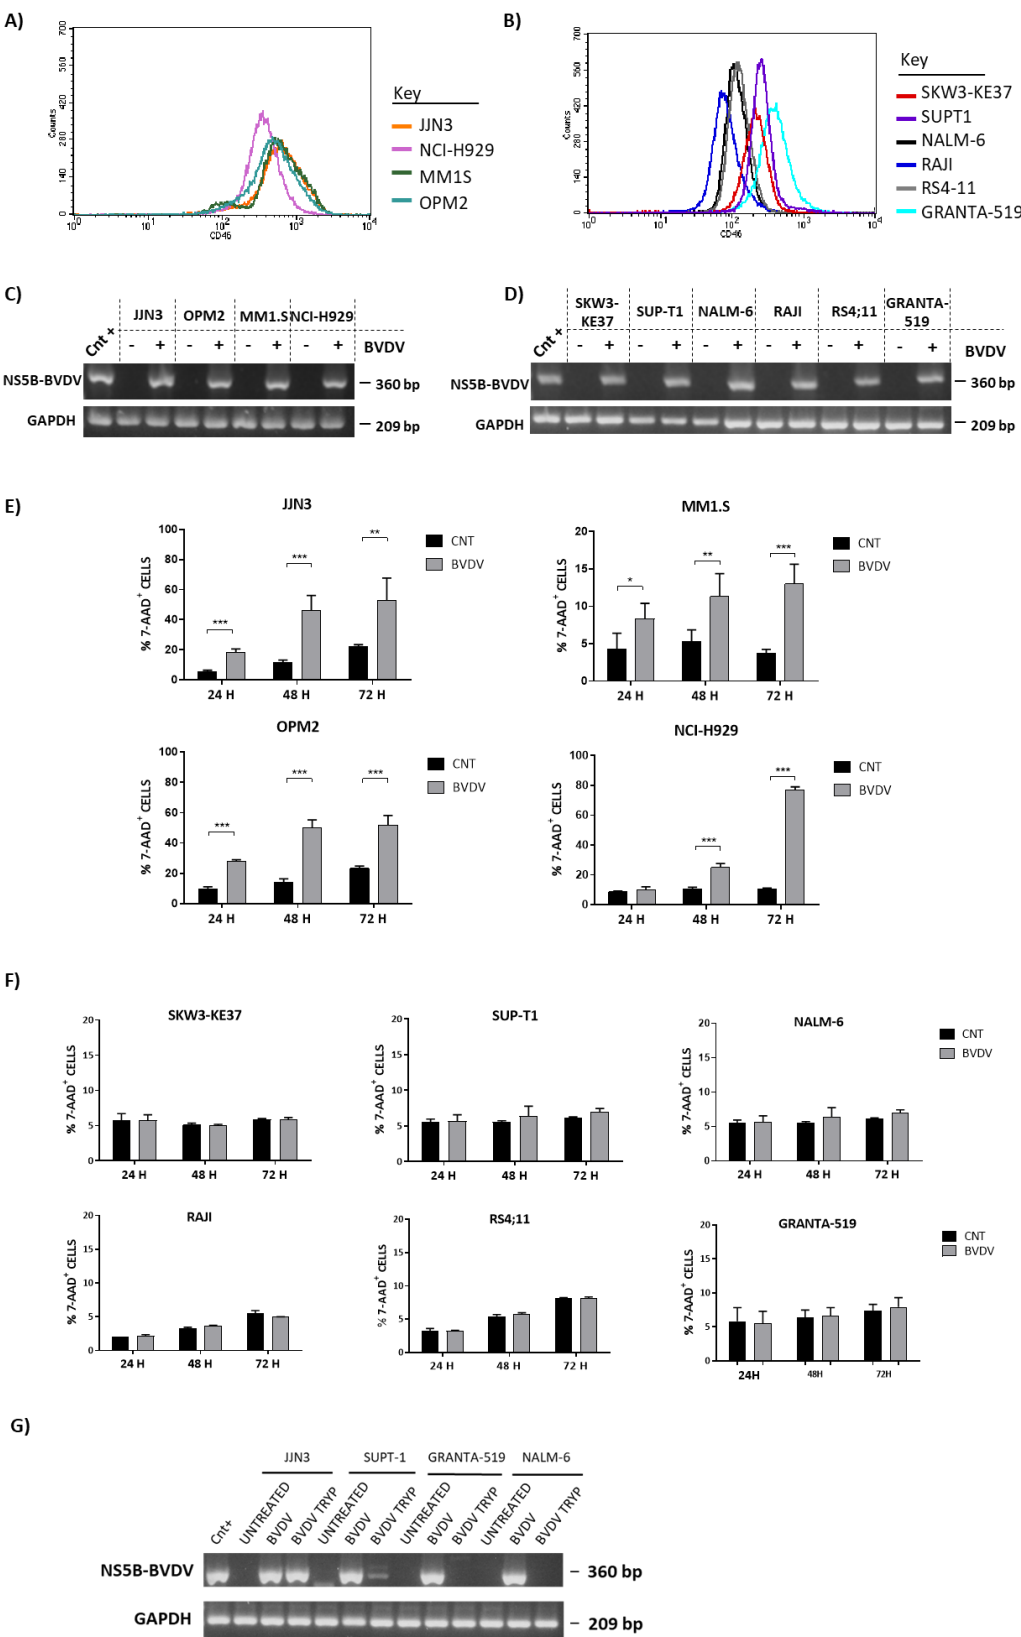 A)
700
560
420
280
140
0
Counts
10^0 10^1 10^2 10^3 10^4
CD46
Key
JJN3
NCI-H929
MM1S
OPM2
B)
700
560
420
280
140
0
Counts
10^0 10^1 10^2 10^3 10^4
CD46
Key
SKW3-KE37
SUPT1
NALM-6
RAJI
RS4-11
GRANTA-519
C)
JJN3 OPM2 MM1.S NCI-H929
Cnt + - + - + - + - + BVDV
NS5B-BVDV 360 bp
GAPDH 209 bp
D)
SKW3-KE37 SUP-T1 NALM-6 RAJI RS4;11 GRANTA-519
Cnt + - + - + - + - + - + - + BVDV
NS5B-BVDV 360 bp
GAPDH 209 bp
E)
JJN3
% 7-AAD+ CELLS
100
80
60
40
20
0
*** *** **
24 H 48 H 72 H
CNT
BVDV
MM1.S
% 7-AAD+ CELLS
20
15
10
5
0
* ** ***
24 H 48 H 72 H
CNT
BVDV
OPM2
% 7-AAD+ CELLS
100
80
60
40
20
0
*** *** ***
24 H 48 H 72 H
CNT
BVDV
NCI-H929
% 7-AAD+ CELLS
100
80
60
40
20
0
*** ***
24 H 48 H 72 H
CNT
BVDV
F)
SKW3-KE37
% 7-AAD+ CELLS
20
15
10
5
0
24 H 48 H 72 H
SUP-T1
% 7-AAD+ CELLS
20
15
10
5
0
24 H 48 H 72 H
NALM-6
% 7-AAD+ CELLS
20
15
10
5
0
24 H 48 H 72 H
CNT
BVDV
RAJI
% 7-AAD+ CELLS
20
15
10
5
0
24 H 48 H 72 H
RS4;11
% 7-AAD+ CELLS
20
15
10
5
0
24 H 48 H 72 H
GRANTA-519
% 7-AAD+ CELLS
20
15
10
5
0
24H 48H 72H
CNT
BVDV
G)
JJN3 SUPT-1 GRANTA-519 NALM-6
Cnt+ UNTREATED BVDV BVDV TRYP UNTREATED BVDV BVDV TRYP UNTREATED BVDV BVDV TRYP UNTREATED BVDV BVDV TRYP
NS5B-BVDV 360 bp
GAPDH 209 bp